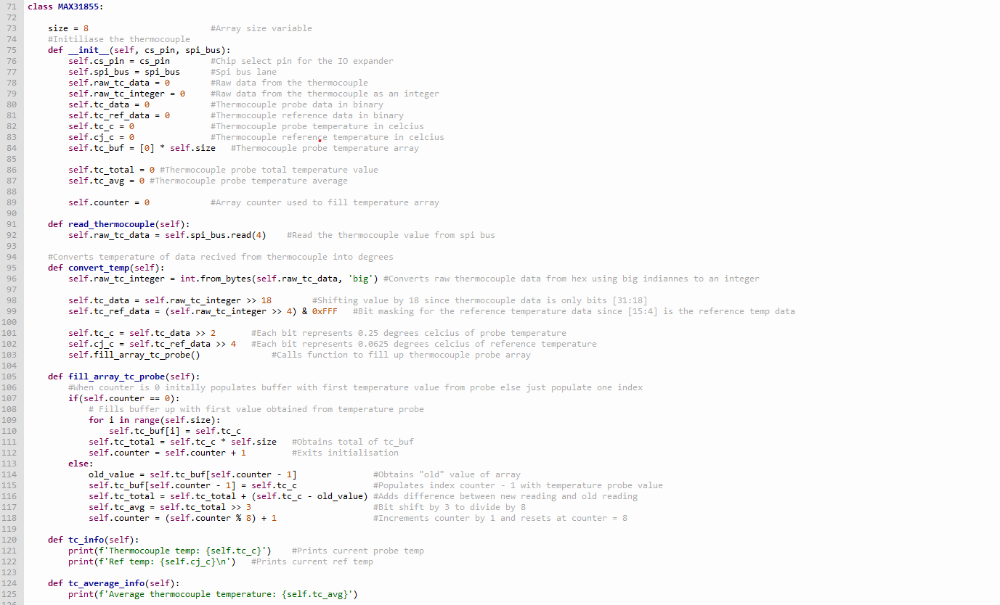 71 class MAX31855:
72
73     size = 8                        #Array size variable
74     #Initiliase the thermocouple
75     def __init__(self, cs_pin, spi_bus):
76         self.cs_pin = cs_pin        #Chip select pin for the IO expander
77         self.spi_bus = spi_bus      #Spi bus lane
78         self.raw_tc_data = 0        #Raw data from the thermocouple
79         self.raw_tc_integer = 0     #Raw data from the thermocouple as an integer
80         self.tc_data = 0            #Thermocouple probe data in binary
81         self.tc_ref_data = 0        #Thermocouple reference data in binary
82         self.tc_c = 0               #Thermocouple probe temperature in celcius
83         self.cj_c = 0               #Thermocouple reference temperature in celcius
84         self.tc_buf = [0] * self.size   #Thermocouple probe temperature array
85
86         self.tc_total = 0 #Thermocouple probe total temperature value
87         self.tc_avg = 0 #Thermocouple probe temperature average
88
89         self.counter = 0            #Array counter used to fill temperature array
90
91     def read_thermocouple(self):
92         self.raw_tc_data = self.spi_bus.read(4)    #Read the thermocouple value from spi bus
93
94     #Converts temperature of data recived from thermocouple into degrees
95     def convert_temp(self):
96         self.raw_tc_integer = int.from_bytes(self.raw_tc_data, 'big') #Converts raw thermocouple data from hex using big indiannes to an integer
97
98         self.tc_data = self.raw_tc_integer >> 18        #Shifting value by 18 since thermocouple data is only bits [31:18]
99         self.tc_ref_data = (self.raw_tc_integer >> 4) & 0xFFF   #Bit masking for the reference temperature data since [15:4] is the reference temp data
100
101         self.tc_c = self.tc_data >> 2       #Each bit represents 0.25 degrees celcius of probe temperature
102         self.cj_c = self.tc_ref_data >> 4   #Each bit represents 0.0625 degrees celcius of reference temperature
103         self.fill_array_tc_probe()              #Calls function to fill up thermocouple probe array
104
105     def fill_array_tc_probe(self):
106         #When counter is 0 initally populates buffer with first temperature value from probe else just populate one index
107         if(self.counter == 0):
108             # Fills buffer up with first value obtained from temperature probe
109             for i in range(self.size):
110                 self.tc_buf[i] = self.tc_c
111             self.tc_total = self.tc_c * self.size   #Obtains total of tc_buf
112             self.counter = self.counter + 1         #Exits initialisation
113         else:
114             old_value = self.tc_buf[self.counter - 1]               #Obtains "old" value of array
115             self.tc_buf[self.counter - 1] = self.tc_c               #Populates index counter - 1 with temperature probe value
116             self.tc_total = self.tc_total + (self.tc_c - old_value) #Adds difference between new reading and old reading
117             self.tc_avg = self.tc_total >> 3                        #Bit shift by 3 to divide by 8
118             self.counter = (self.counter % 8) + 1                   #Increments counter by 1 and resets at counter = 8
119
120     def tc_info(self):
121         print(f'Thermocouple temp: {self.tc_c}')    #Prints current probe temp
122         print(f'Ref temp: {self.cj_c}\n')   #Prints current ref temp
123
124     def tc_average_info(self):
125         print(f'Average thermocouple temperature: {self.tc_avg}')